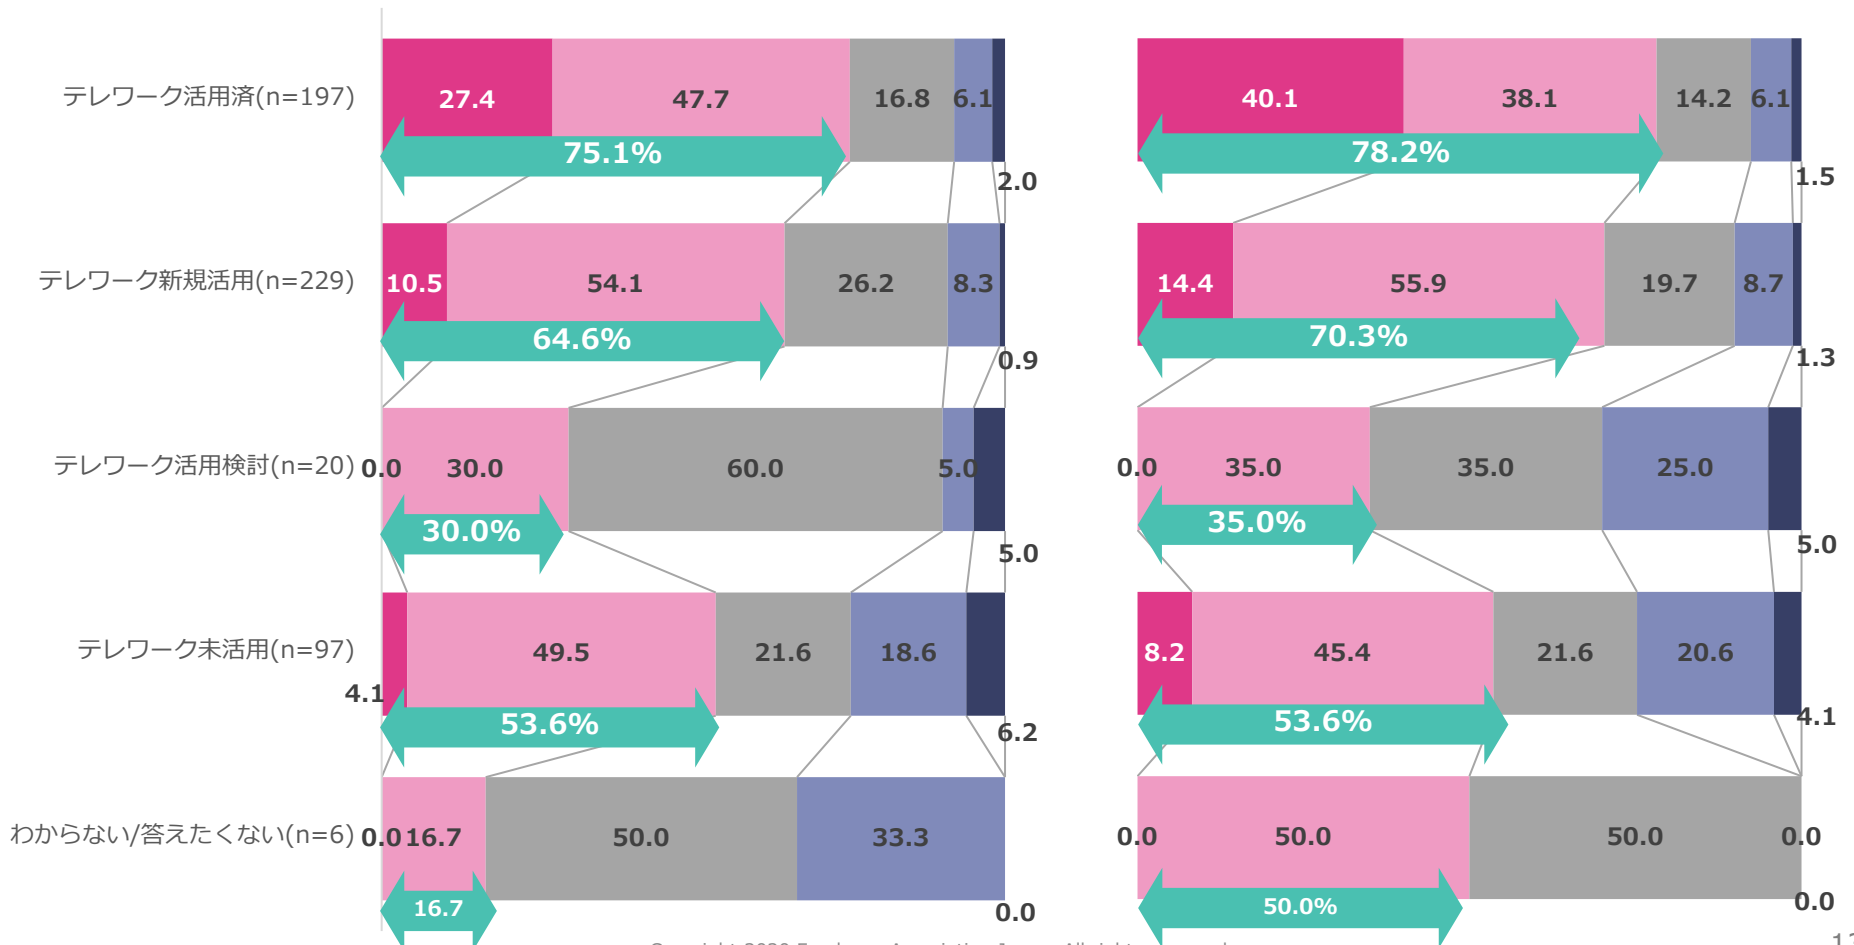 テレワーク活用済(n=197) 27.4 47.7 16.8 6.1 40.1 38.1 14.2 6.1
75.1% 78.2%
2.0 1.5
テレワーク新規活用(n=229) 10.5 54.1 26.2 8.3 14.4 55.9 19.7 8.7
64.6% 70.3%
0.9 1.3
テレワーク活用検討(n=20) 0.0 30.0 60.0 5.0 0.0 35.0 35.0 25.0
30.0% 35.0%
5.0 5.0
テレワーク未活用(n=97) 49.5 21.6 18.6 8.2 45.4 21.6 20.6
4.1
53.6% 53.6%
6.2 4.1
わからない/答えたくない(n=6) 0.0 16.7 50.0 33.3 0.0 50.0 50.0 0.0
16.7 50.0%
0.0 0.0